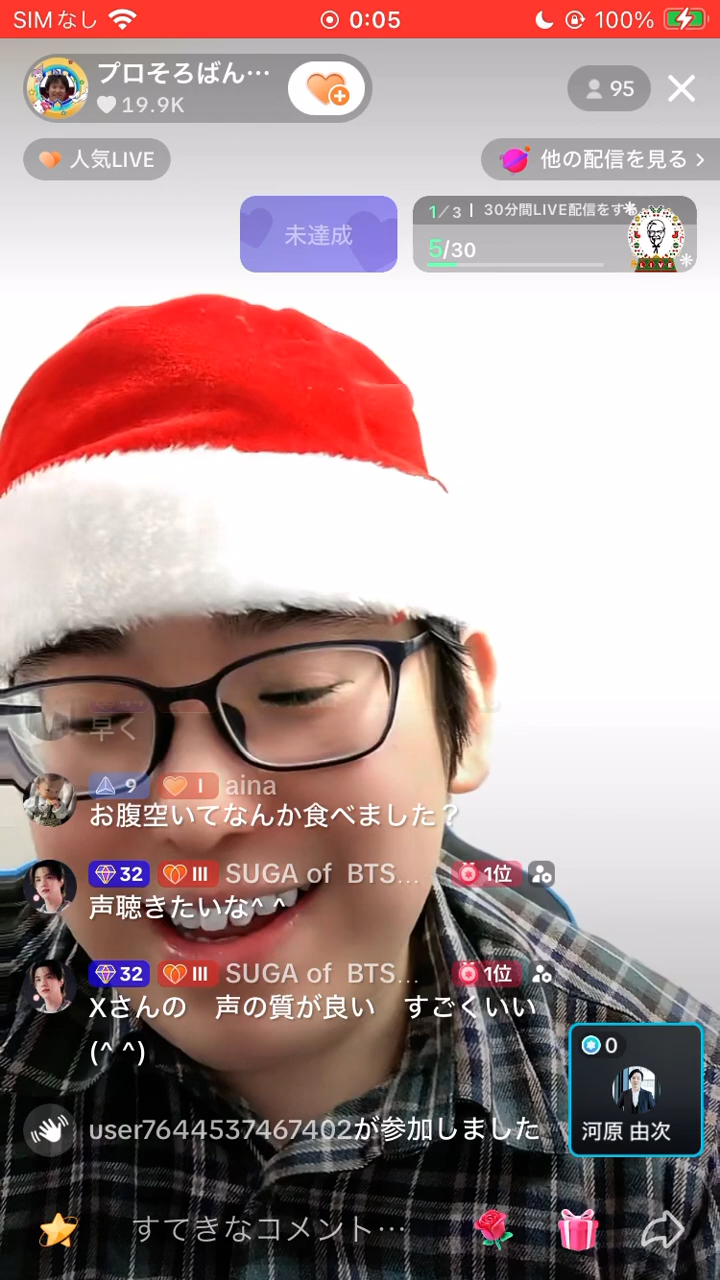 SIMなし
0:05
100%
プロそろばん…
19.9K
95
人気LIVE
他の配信を見る
未達成
1/3 | 30分間LIVE配信をす
5/30
LIVE
早く
9 I aina
お腹空いてなんか食べました？
32 III SUGA of BTS... 1位
声聴きたいな^ ^
32 III SUGA of BTS... 1位
Xさんの　声の質が良い　すごくいい
(^ ^)
0
河原 由次
user7644537467402が参加しました
すてきなコメント…